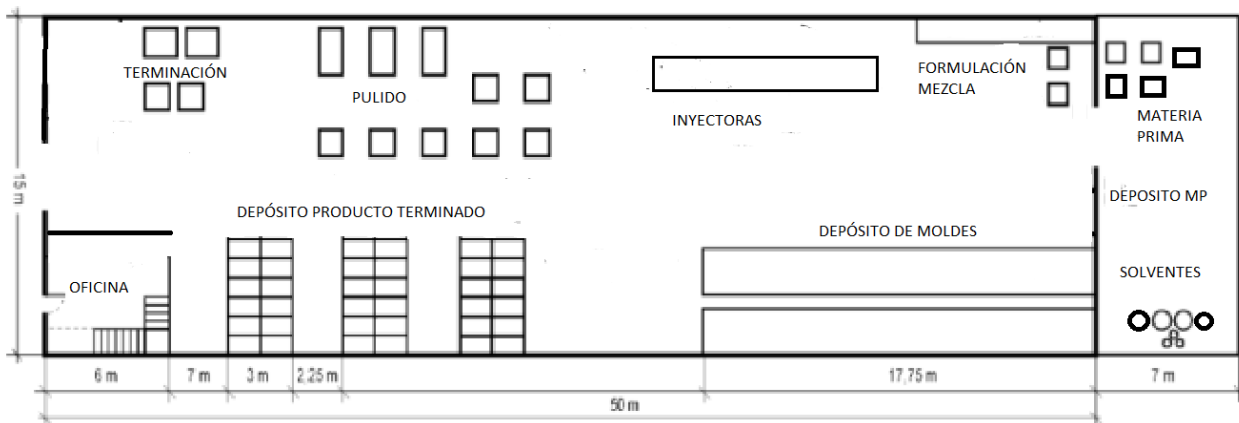 TERMINACIÓN
PULIDO
INYECTORAS
FORMULACIÓN
MEZCLA
MATERIA
PRIMA
15 m
DEPÓSITO PRODUCTO TERMINADO
DEPÓSITO DE MOLDES
DEPOSITO MP
OFICINA
SOLVENTES
6 m
7 m
3 m
2,25 m
17,75 m
7 m
50 m